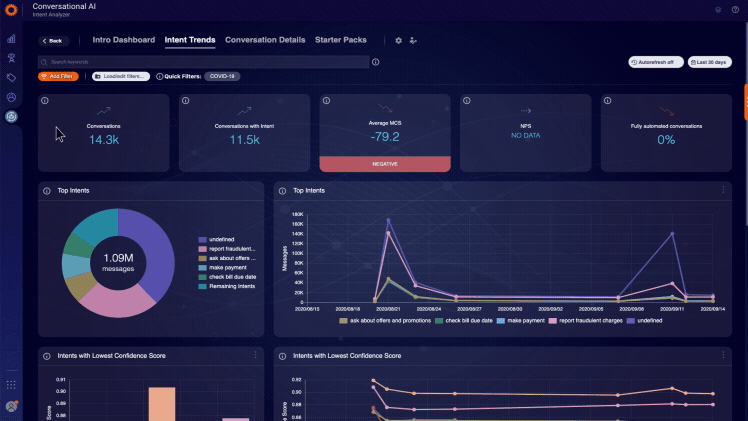 Conversational AI
Intent Analyzer
Back
Intro Dashboard
Intent Trends
Conversation Details
Starter Packs
Search keywords
Autorefresh off
Last 30 days
Add Filter
Load/edit filters...
Quick Filters:
COVID-19
Conversations
14.3k
Conversations with Intent
11.5k
Average MCS
-79.2
NEGATIVE
NPS
NO DATA
Fully automated conversations
0%
Top Intents
1.09M
messages
undefined
report fraudulent...
ask about offers ...
make payment
check bill due date
Remaining Intents
Top Intents
Messages
180K
160K
140K
120K
100K
80K
60K
40K
20K
0
2020/08/15
2020/08/18
2020/08/21
2020/08/24
2020/08/27
2020/08/30
2020/09/02
2020/09/05
2020/09/08
2020/09/11
2020/09/14
ask about offers and promotions
check bill due date
make payment
report fraudulent charges
undefined
Intents with Lowest Confidence Score
0.91
0.90
0.89
0.88
Score
Intents with Lowest Confidence Score
0.92
0.90
0.88
0.86
Score